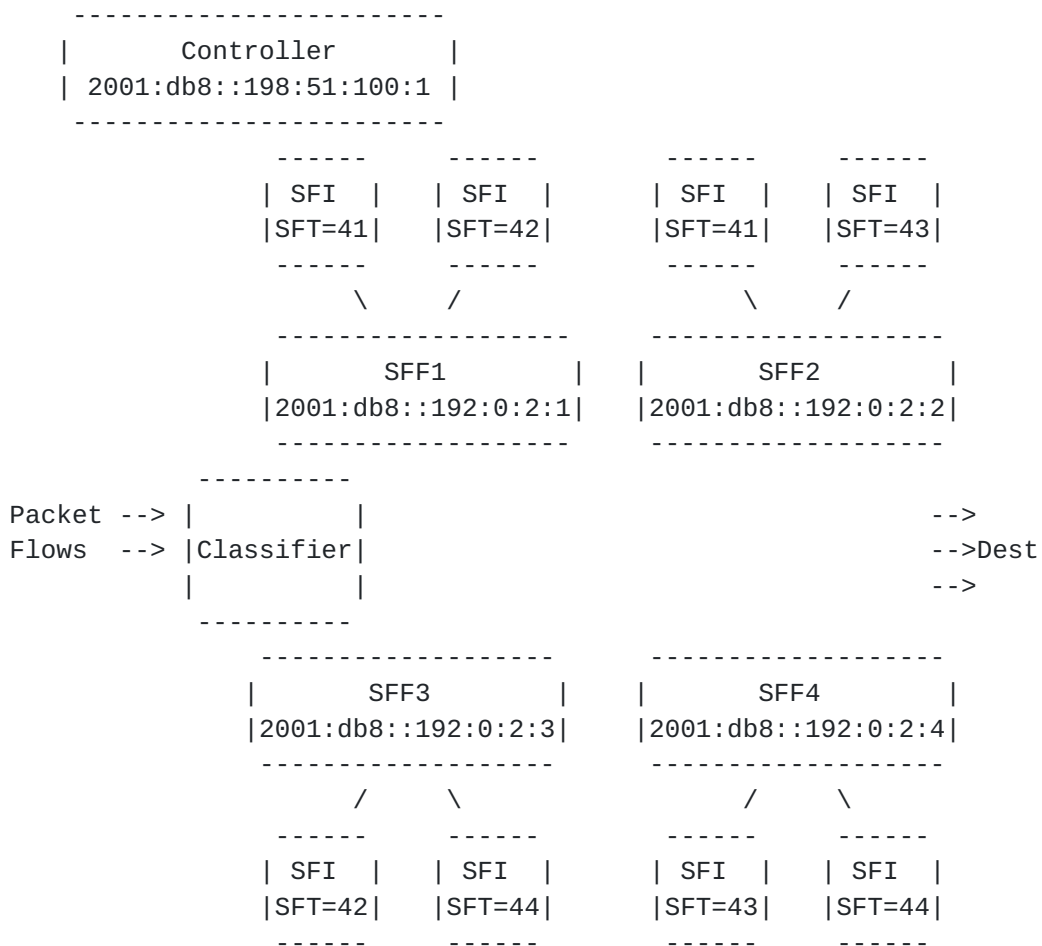 ------------------------
|       Controller       |
| 2001:db8::198:51:100:1 |
------------------------
------     ------        ------     ------
| SFI  |   | SFI  |      | SFI  |   | SFI  |
|SFT=41|   |SFT=42|      |SFT=41|   |SFT=43|
------     ------        ------     ------
\     /                  \     /
-------------------     -------------------
|       SFF1        |   |       SFF2        |
|2001:db8::192:0:2:1|   |2001:db8::192:0:2:2|
-------------------     -------------------
----------
Packet --> |          |                                     -->
Flows  --> |Classifier|                                     -->Dest
|          |                                     -->
----------
-------------------      -------------------
|       SFF3        |    |       SFF4        |
|2001:db8::192:0:2:3|    |2001:db8::192:0:2:4|
-------------------      -------------------
/     \                  /     \
------     ------        ------     ------
| SFI  |   | SFI  |      | SFI  |   | SFI  |
|SFT=42|   |SFT=44|      |SFT=43|   |SFT=44|
------     ------        ------     ------